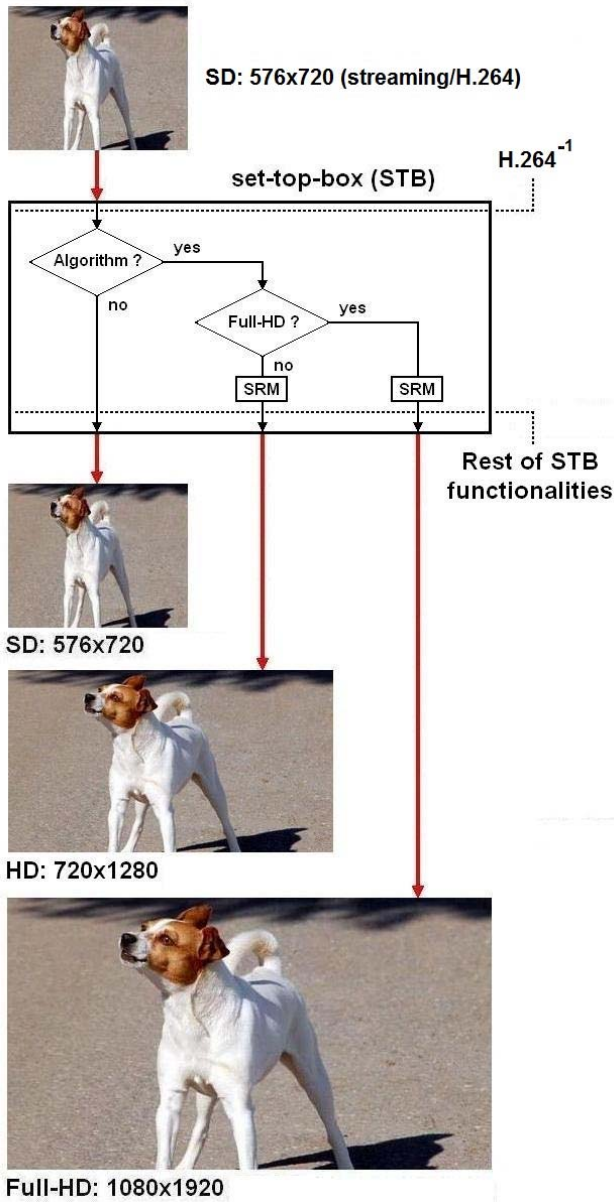 SD: 576x720 (streaming/H.264)
H.264⁻¹
set-top-box (STB)
Algorithm ?
yes
no
Full-HD ?
yes
no
SRM
SRM
Rest of STB
functionalities
SD: 576x720
HD: 720x1280
Full-HD: 1080x1920